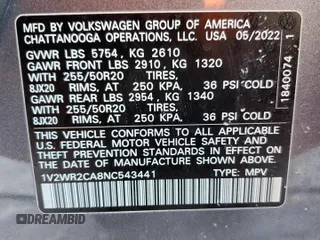 MFD. BY VOLKSWAGEN GROUP OF AMERICA
CHATTANOOGA OPERATIONS, LLC. USA 05/2022
GVWR LBS 5754, KG 2610
GAWR FRONT LBS 2910, KG 1320
WITH 255/50R20 TIRES,
8JX20 RIMS, AT 250 KPA, 36 PSI COLD
GAWR REAR LBS 2954, KG 1340
WITH 255/50R20 TIRES,
8JX20 RIMS, AT 250 KPA, 36 PSI COLD
THIS VEHICLE CONFORMS TO ALL APPLICABLE
U.S. FEDERAL MOTOR VEHICLE SAFETY AND
THEFT PREVENTION STANDARDS IN EFFECT ON THE
DATE OF MANUFACTURE SHOWN ABOVE.
1V2WR2CA8NC543441 TYPE: MPV
1840074 1
DREAMBID